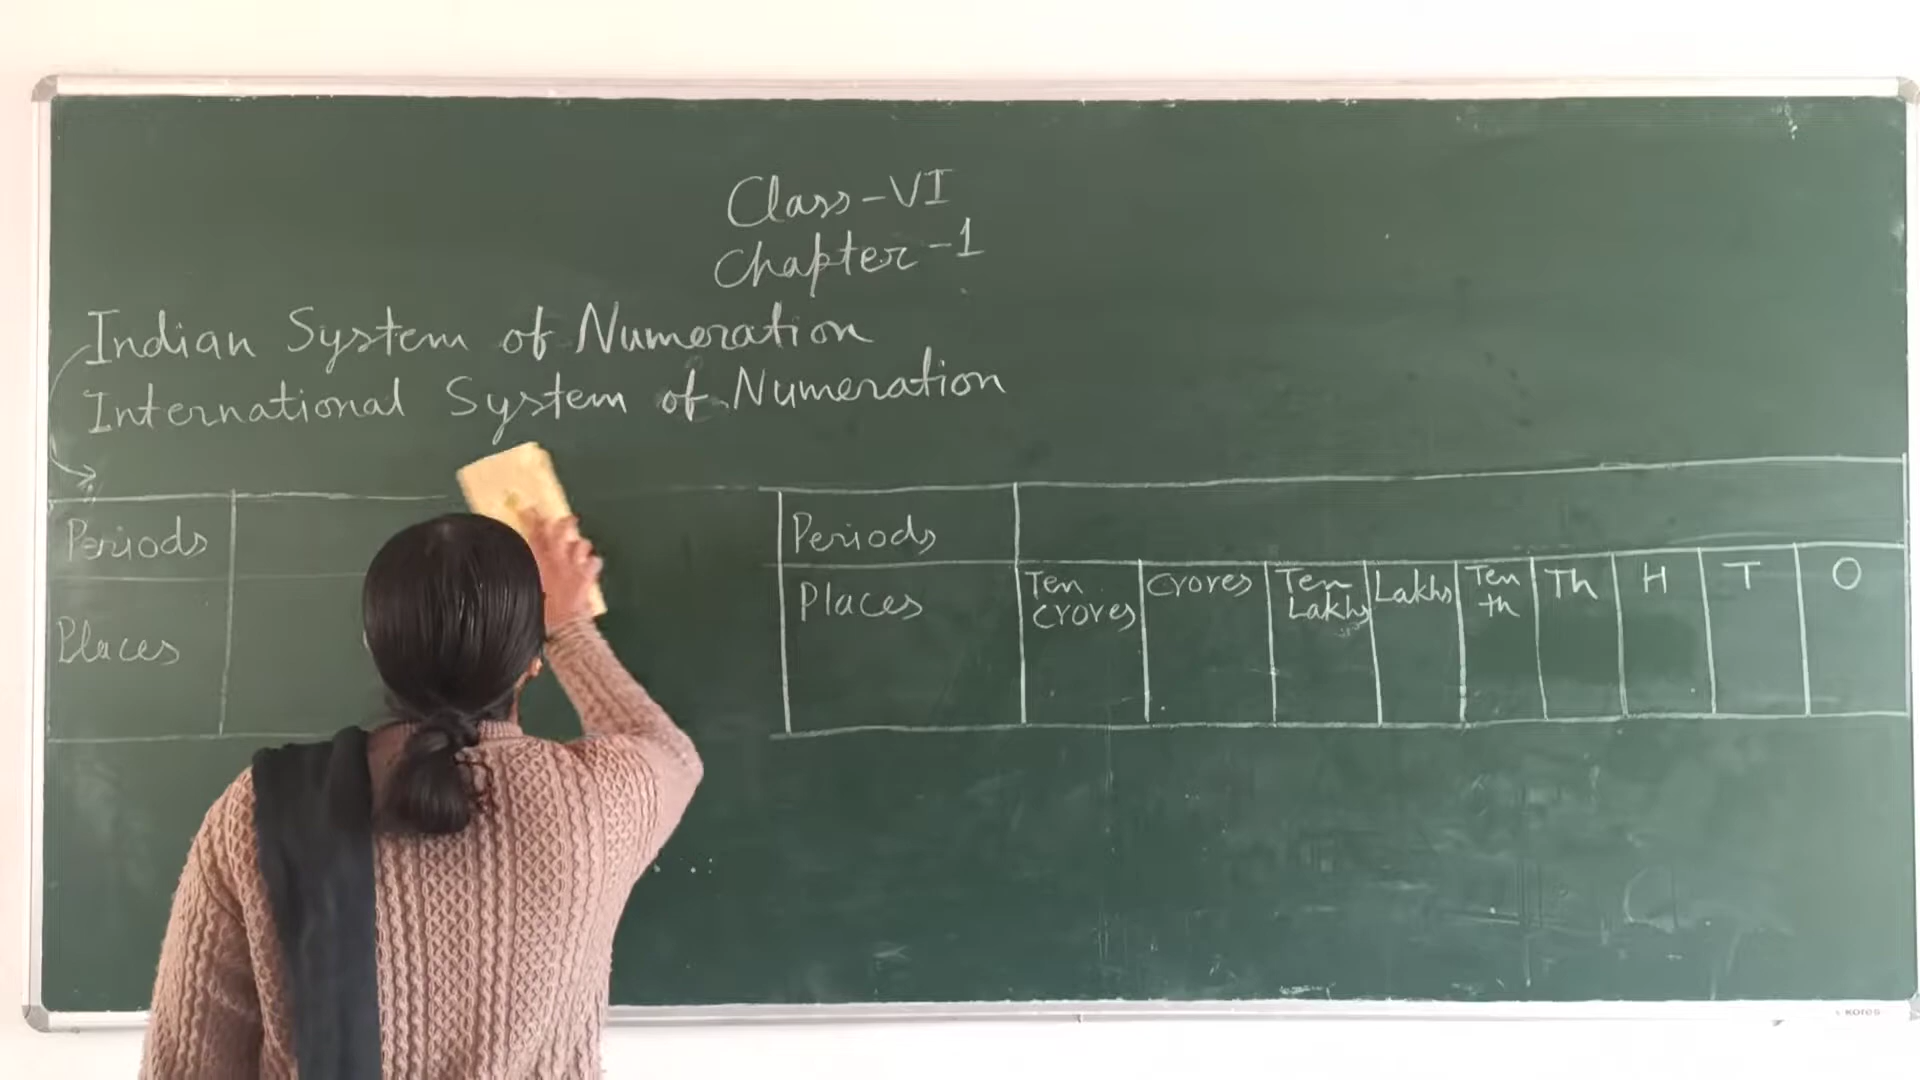 Class-VI
Chapter-1
Indian System of Numeration
International System of Numeration
Periods
Places
Periods
Places Ten Crores Crores Ten Lakhs Lakhs Ten th Th H T O
KOReS